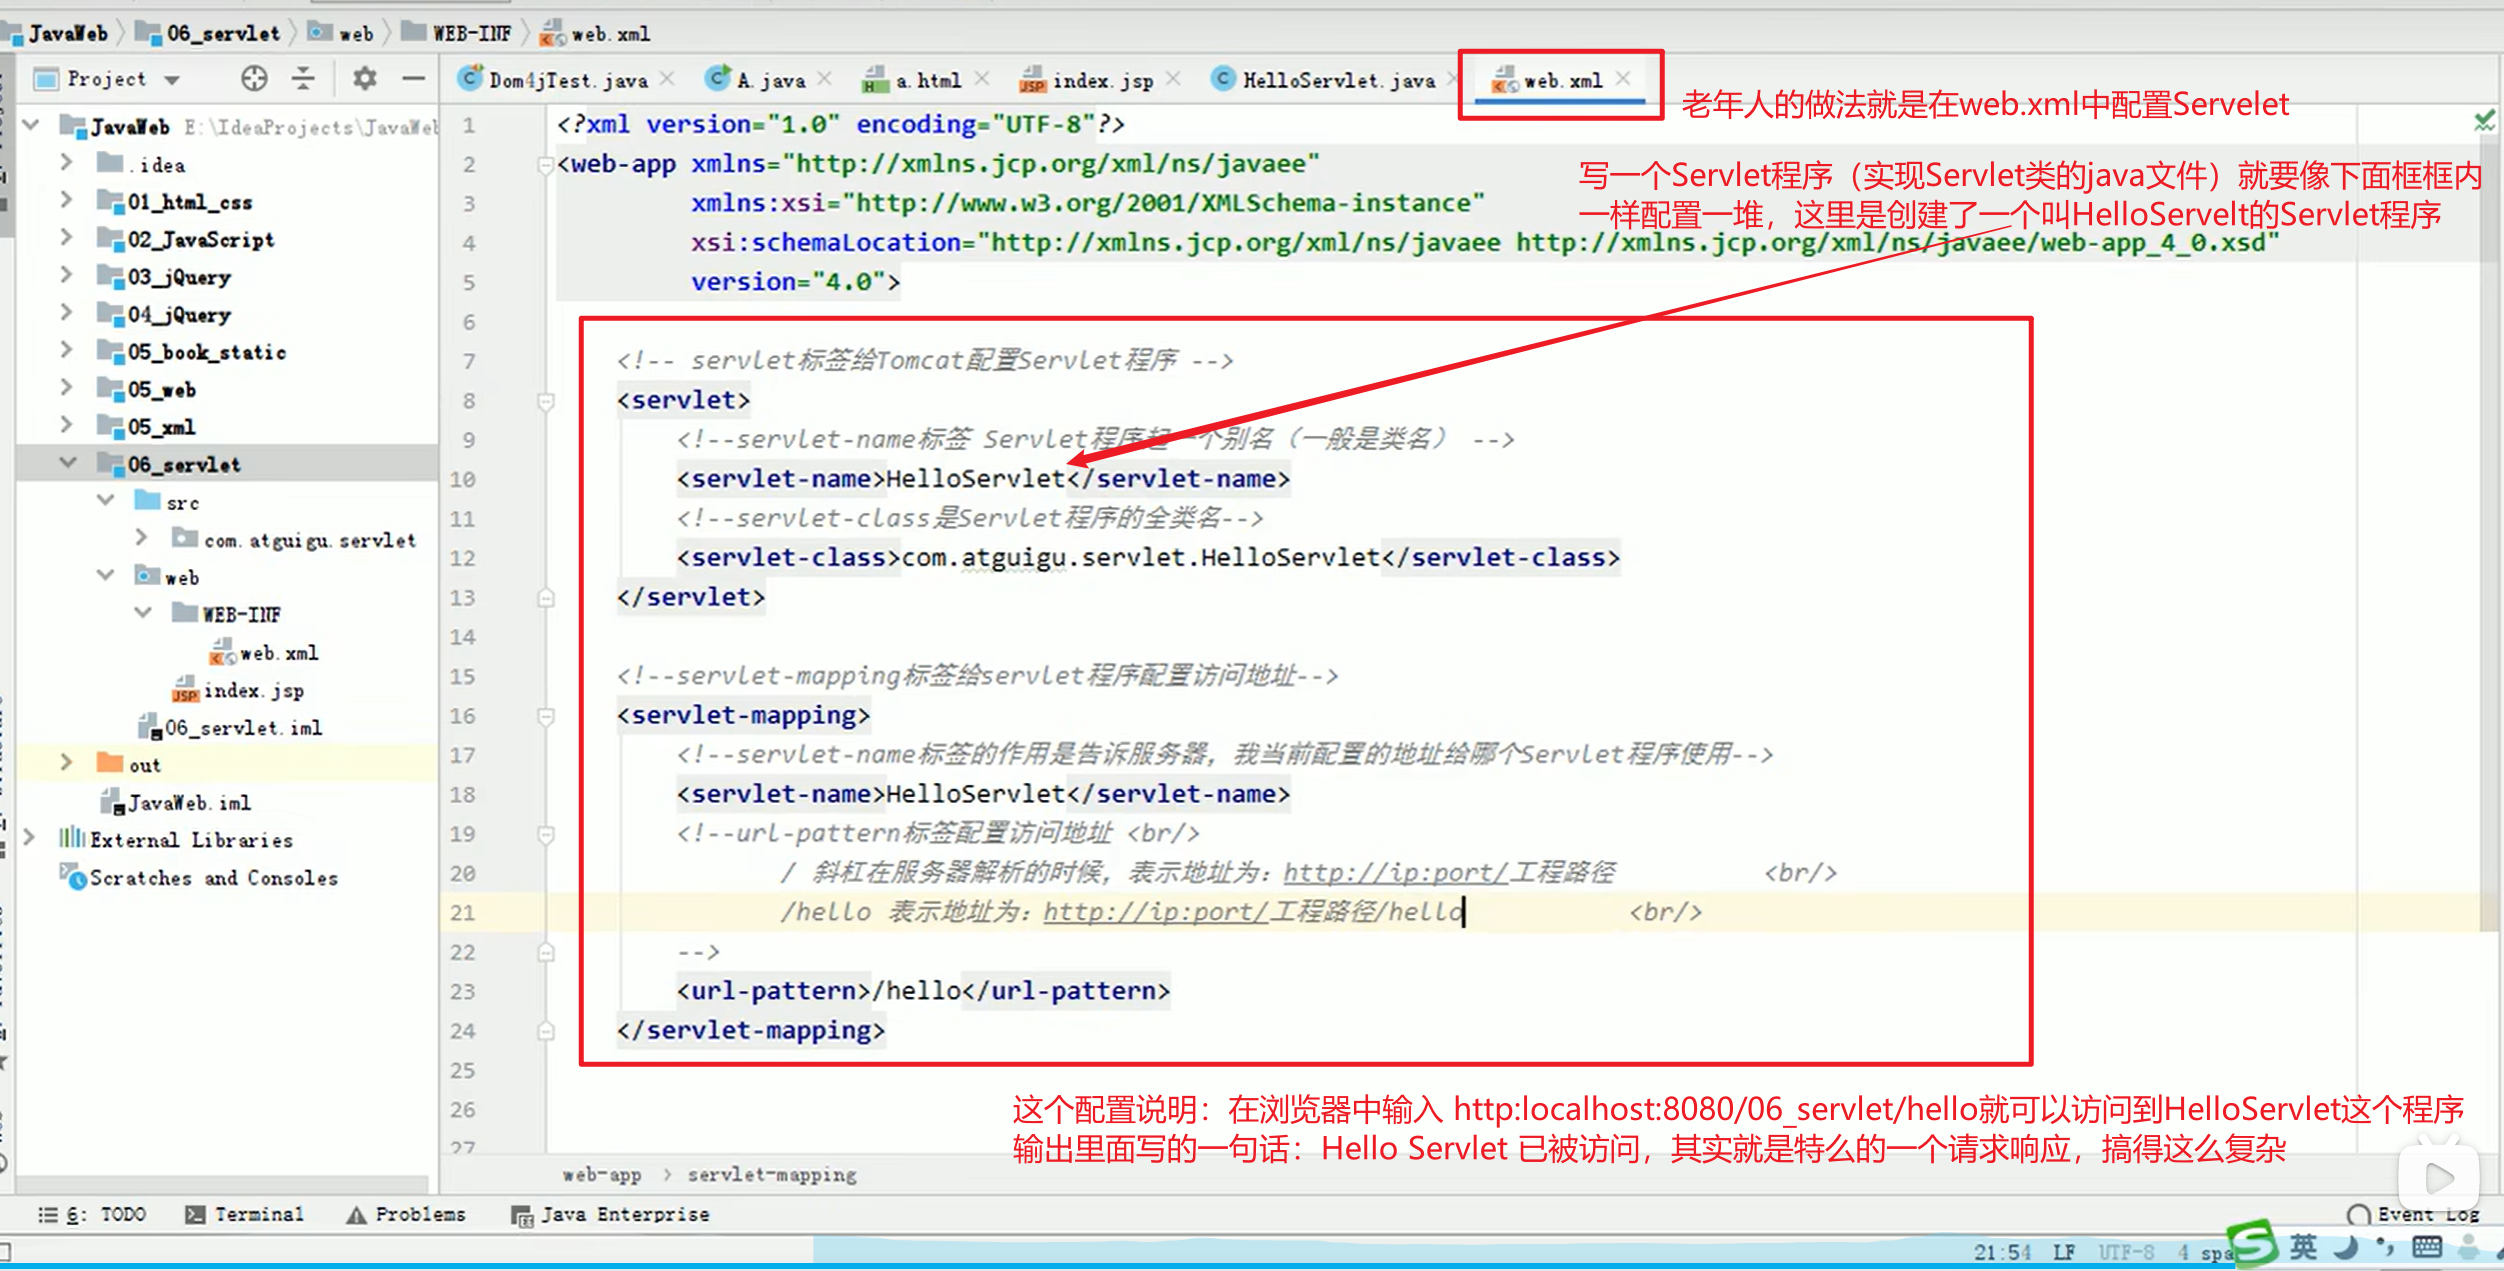 JavaWeb 06_servlet web WEB-INF web.xml
Project
Dom4jTest.java A.java a.html index.jsp HelloServlet.java web.xml
老年人的做法就是在web.xml中配置Servelet
写一个Servlet程序（实现Servlet类的java文件）就要像下面框框内
一样配置一堆，这里是创建了一个叫HelloServelt的Servlet程序
JavaWeb E:\IdeaProjects\JavaWeb
.idea
01_html_css
02_JavaScript
03_jQuery
04_jQuery
05_book_static
05_web
05_xml
06_servlet
src
com.atguigu.servlet
web
WEB-INF
web.xml
index.jsp
06_servlet.iml
out
JavaWeb.iml
External Libraries
Scratches and Consoles
1 <?xml version="1.0" encoding="UTF-8"?>
2 <web-app xmlns="http://xmlns.jcp.org/xml/ns/javaee"
3 xmlns:xsi="http://www.w3.org/2001/XMLSchema-instance"
4 xsi:schemaLocation="http://xmlns.jcp.org/xml/ns/javaee http://xmlns.jcp.org/xml/ns/javaee/web-app_4_0.xsd"
5 version="4.0">
6
7 <!-- servlet标签给Tomcat配置Servlet程序 -->
8 <servlet>
9 <!--servlet-name标签 Servlet程序起一个别名（一般是类名） -->
10 <servlet-name>HelloServlet</servlet-name>
11 <!--servlet-class是Servlet程序的全类名-->
12 <servlet-class>com.atguigu.servlet.HelloServlet</servlet-class>
13 </servlet>
14
15 <!--servlet-mapping标签给servlet程序配置访问地址-->
16 <servlet-mapping>
17 <!--servlet-name标签的作用是告诉服务器，我当前配置的地址给哪个Servlet程序使用-->
18 <servlet-name>HelloServlet</servlet-name>
19 <!--url-pattern标签配置访问地址 <br/>
20 / 斜杠在服务器解析的时候，表示地址为：http://ip:port/工程路径 <br/>
21 /hello 表示地址为：http://ip:port/工程路径/hello <br/>
22 -->
23 <url-pattern>/hello</url-pattern>
24 </servlet-mapping>
25
26
27
这个配置说明：在浏览器中输入 http:localhost:8080/06_servlet/hello就可以访问到HelloServlet这个程序
输出里面写的一句话：Hello Servlet 已被访问，其实就是特么的一个请求响应，搞得这么复杂
web-app › servlet-mapping
6: TODO Terminal Problems Java Enterprise Event Log
21:54 LF UTF-8 4 spa
英